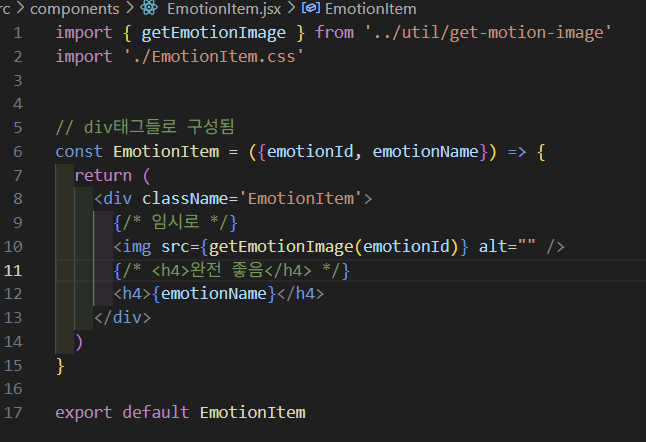 rc > components > EmotionItem.jsx > EmotionItem
1 import { getEmotionImage } from '../util/get-motion-image'
2 import './EmotionItem.css'
3
4
5 // div태그들로 구성됨
6 const EmotionItem = ({emotionId, emotionName}) => {
7 return (
8 <div className='EmotionItem'>
9 {/* 임시로 */}
10 <img src={getEmotionImage(emotionId)} alt="" />
11 {/* <h4>완전 좋음</h4> */}
12 <h4>{emotionName}</h4>
13 </div>
14 )
15 }
16
17 export default EmotionItem